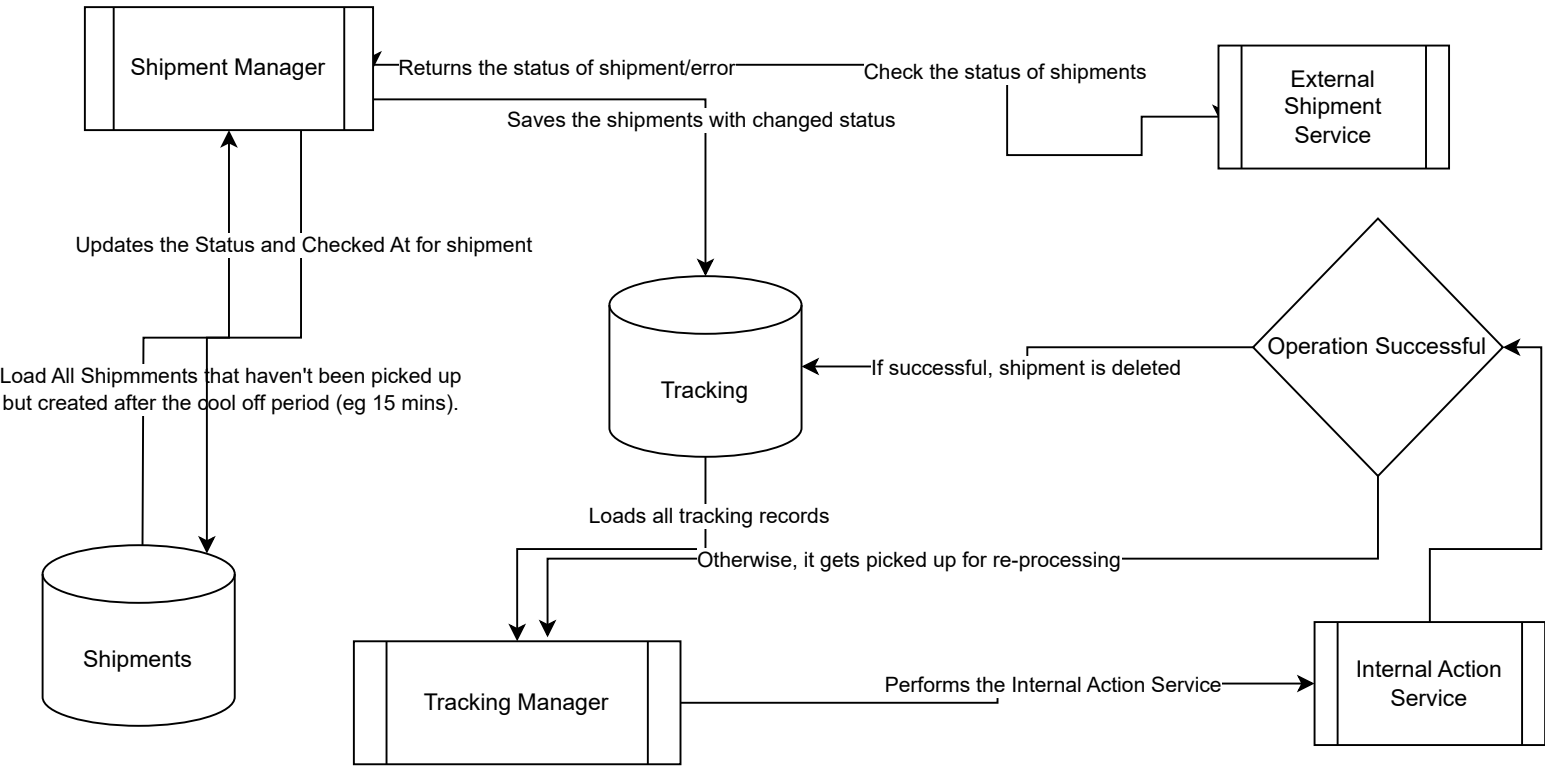 Shipment Manager
Returns the status of shipment/error
Check the status of shipments
External
Shipment
Service
Saves the shipments with changed status
Updates the Status and Checked At for shipment
Load All Shipmments that haven't been picked up
but created after the cool off period (eg 15 mins).
Operation Successful
If successful, shipment is deleted
Tracking
Loads all tracking records
Otherwise, it gets picked up for re-processing
Shipments
Tracking Manager
Performs the Internal Action Service
Internal Action
Service